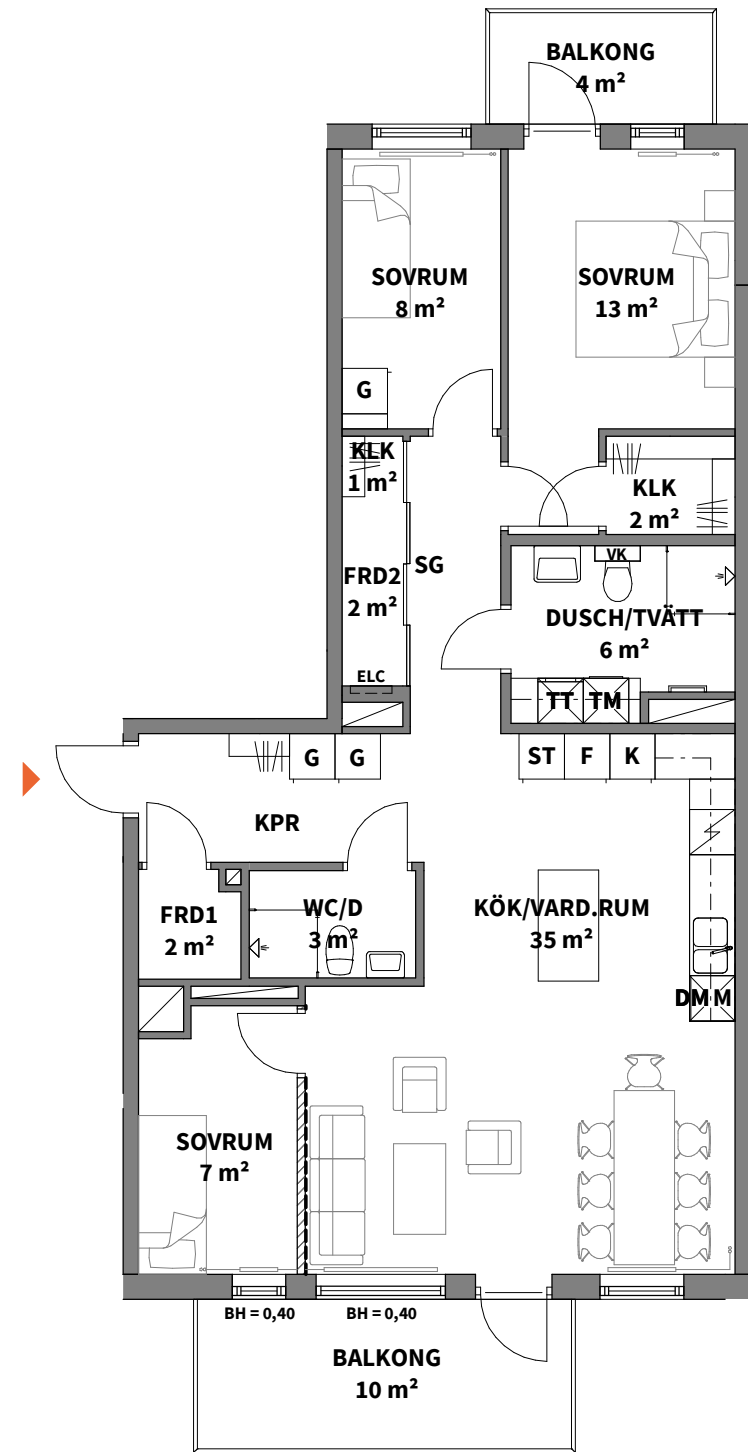 BALKONG
4 m²
SOVRUM
8 m²
SOVRUM
13 m²
G
KLK
1 m²
KLK
2 m²
SG
FRD2
2 m²
VK
DUSCH/TVÄTT
6 m²
ELC
TT TM
G G
ST F K
KPR
FRD1
2 m²
WC/D
3 m²
KÖK/VARD.RUM
35 m²
DM M
SOVRUM
7 m²
BH = 0,40
BH = 0,40
BALKONG
10 m²